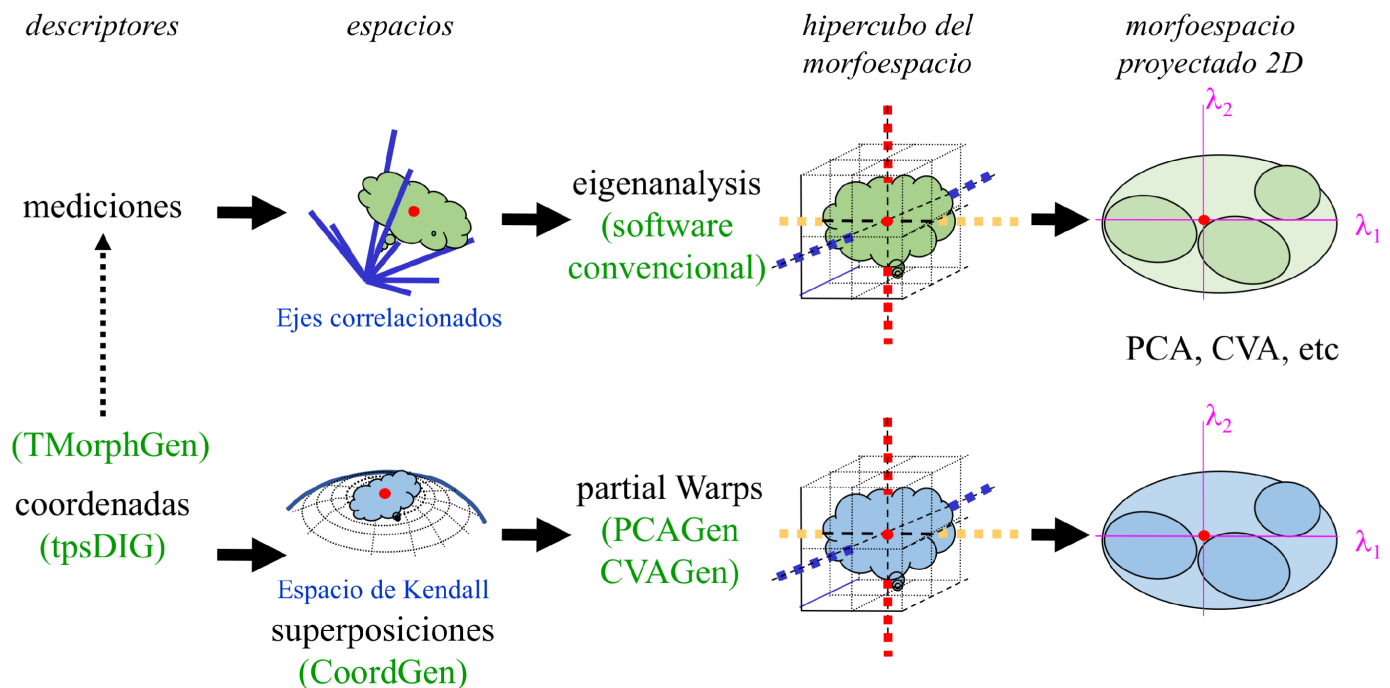 descriptores
espacios
hipercubo del
morfoespacio
morfoespacio
proyectado 2D
mediciones
Ejes correlacionados
eigenanalysis
(software
convencional)
λ2
λ1
PCA, CVA, etc
(TMorphGen)
coordenadas
(tpsDIG)
Espacio de Kendall
superposiciones
(CoordGen)
partial Warps
(PCAGen
CVAGen)
λ2
λ1